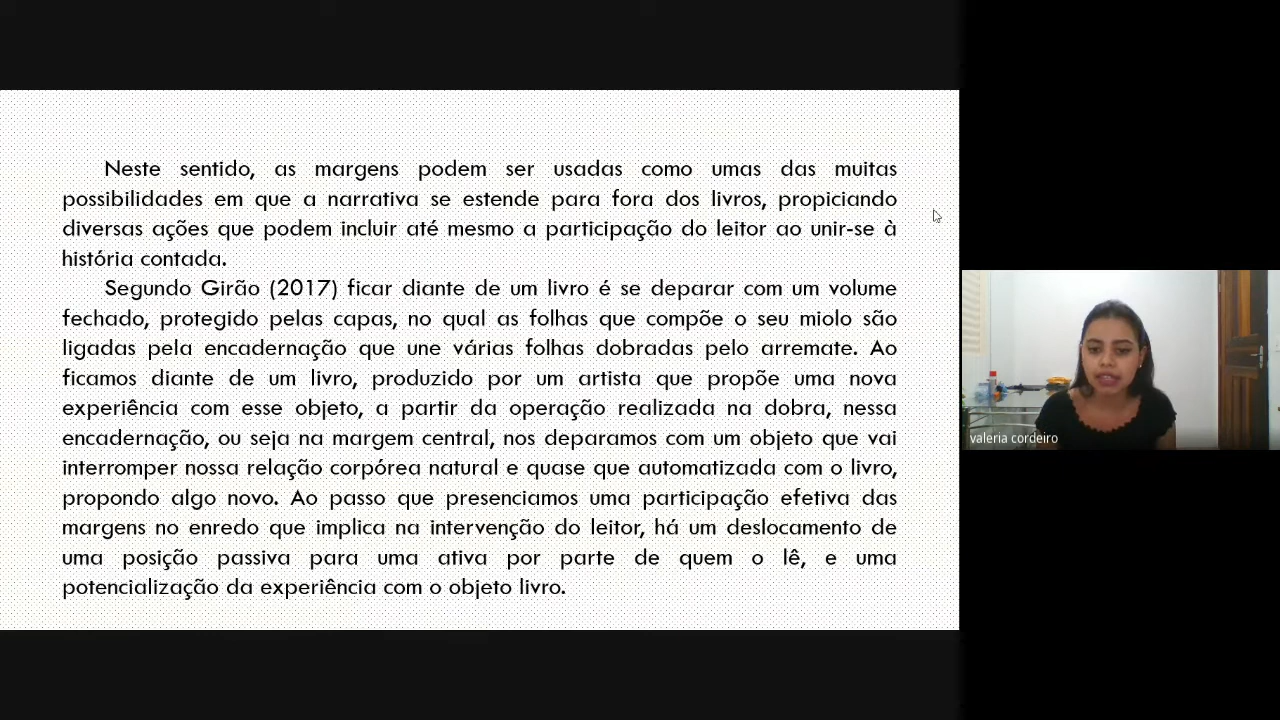 Neste sentido, as margens podem ser usadas como umas das muitas
possibilidades em que a narrativa se estende para fora dos livros, propiciando
diversas ações que podem incluir até mesmo a participação do leitor ao unir-se à
história contada.
Segundo Girão (2017) ficar diante de um livro é se deparar com um volume
fechado, protegido pelas capas, no qual as folhas que compõe o seu miolo são
ligadas pela encadernação que une várias folhas dobradas pelo arremate. Ao
ficamos diante de um livro, produzido por um artista que propõe uma nova
experiência com esse objeto, a partir da operação realizada na dobra, nessa
encadernação, ou seja na margem central, nos deparamos com um objeto que vai
interromper nossa relação corpórea natural e quase que automatizada com o livro,
propondo algo novo. Ao passo que presenciamos uma participação efetiva das
margens no enredo que implica na intervenção do leitor, há um deslocamento de
uma posição passiva para uma ativa por parte de quem o lê, e uma
potencialização da experiência com o objeto livro.
valeria cordeiro